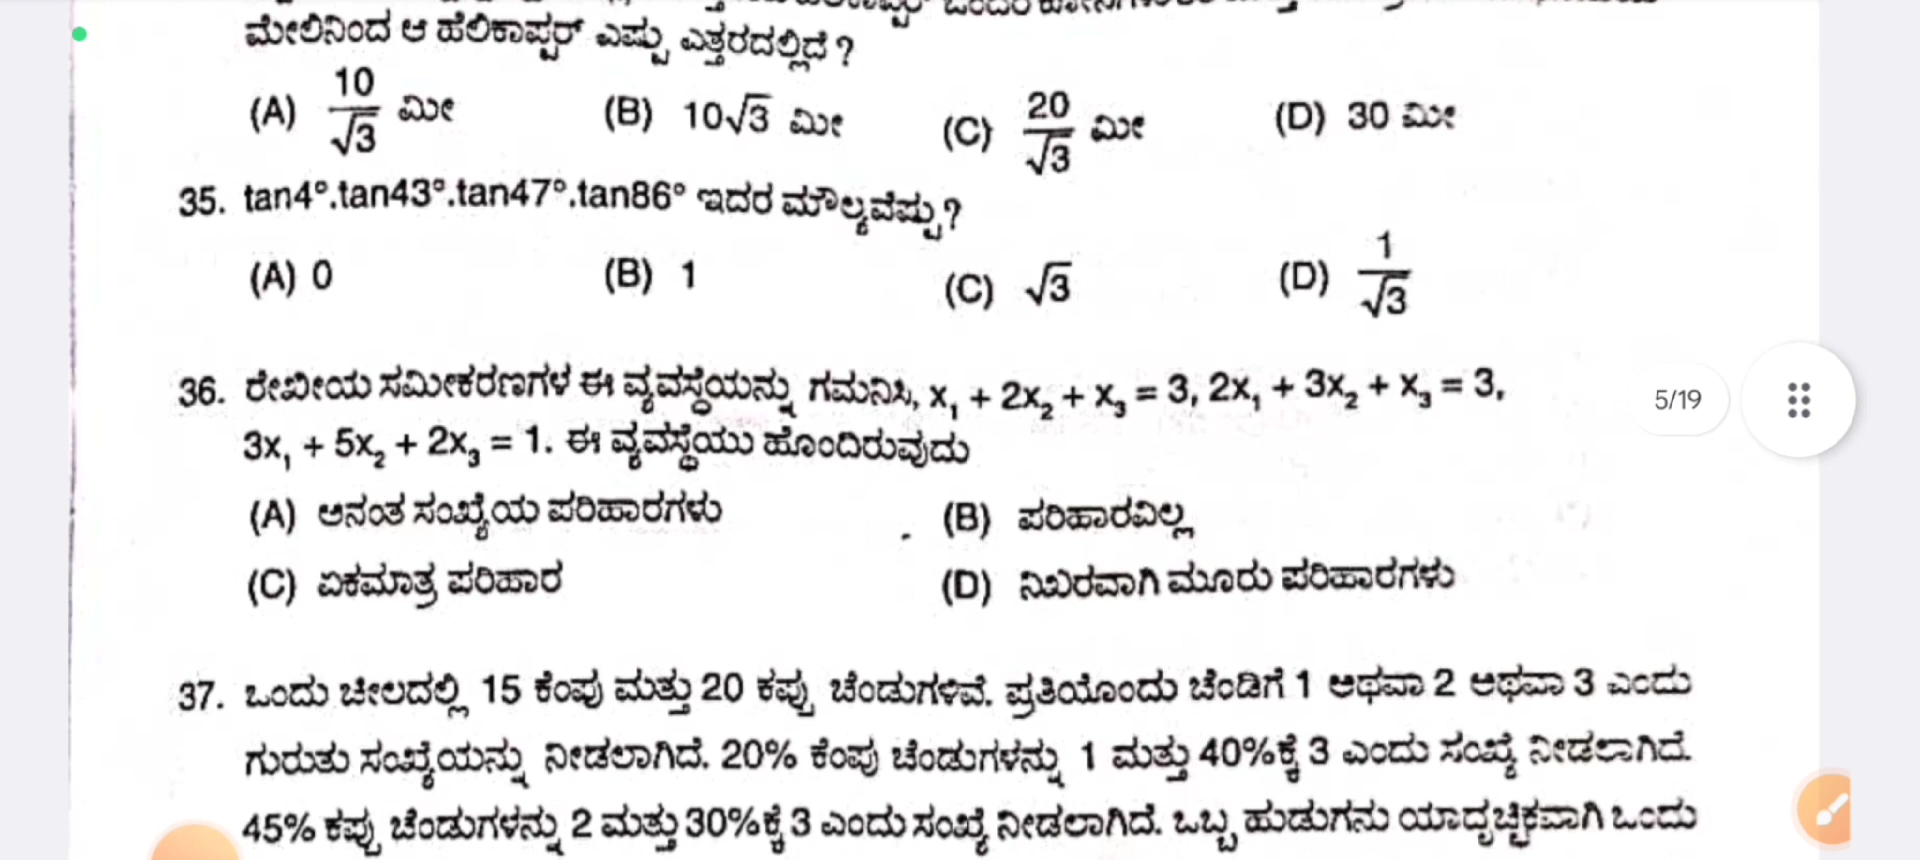 ಮೇಲಿನಿಂದ ಆ ಹೆಲಿಕಾಪ್ಟರ್ ಎಷ್ಟು ಎತ್ತರದಲ್ಲಿದೆ ?
(A) 10/√3 ಮೀ (B) 10√3 ಮೀ (C) 20/√3 ಮೀ (D) 30 ಮೀ
35. tan4°.tan43°.tan47°.tan86° ಇದರ ಮೌಲ್ಯವೆಷ್ಟು?
(A) 0 (B) 1 (C) √3 (D) 1/√3
36. ರೇಖೀಯ ಸಮೀಕರಣಗಳ ಈ ವ್ಯವಸ್ಥೆಯನ್ನು ಗಮನಿಸಿ, x₁ + 2x₂ + x₃ = 3, 2x₁ + 3x₂ + x₃ = 3,
5/19
3x₁ + 5x₂ + 2x₃ = 1. ಈ ವ್ಯವಸ್ಥೆಯು ಹೊಂದಿರುವುದು
(A) ಅನಂತ ಸಂಖ್ಯೆಯ ಪರಿಹಾರಗಳು (B) ಪರಿಹಾರವಿಲ್ಲ
(C) ಏಕಮಾತ್ರ ಪರಿಹಾರ (D) ನಿಖರವಾಗಿ ಮೂರು ಪರಿಹಾರಗಳು
37. ಒಂದು ಚೀಲದಲ್ಲಿ 15 ಕೆಂಪು ಮತ್ತು 20 ಕಪ್ಪು ಚೆಂಡುಗಳಿವೆ. ಪ್ರತಿಯೊಂದು ಚೆಂಡಿಗೆ 1 ಅಥವಾ 2 ಅಥವಾ 3 ಎಂದು
ಗುರುತು ಸಂಖ್ಯೆಯನ್ನು ನೀಡಲಾಗಿದೆ. 20% ಕೆಂಪು ಚೆಂಡುಗಳನ್ನು 1 ಮತ್ತು 40%ಕ್ಕೆ 3 ಎಂದು ಸಂಖ್ಯೆ ನೀಡಲಾಗಿದೆ.
45% ಕಪ್ಪು ಚೆಂಡುಗಳನ್ನು 2 ಮತ್ತು 30%ಕ್ಕೆ 3 ಎಂದು ಸಂಖ್ಯೆ ನೀಡಲಾಗಿದೆ. ಒಬ್ಬ ಹುಡುಗನು ಯಾದೃಚ್ಛಿಕವಾಗಿ ಒಂದು